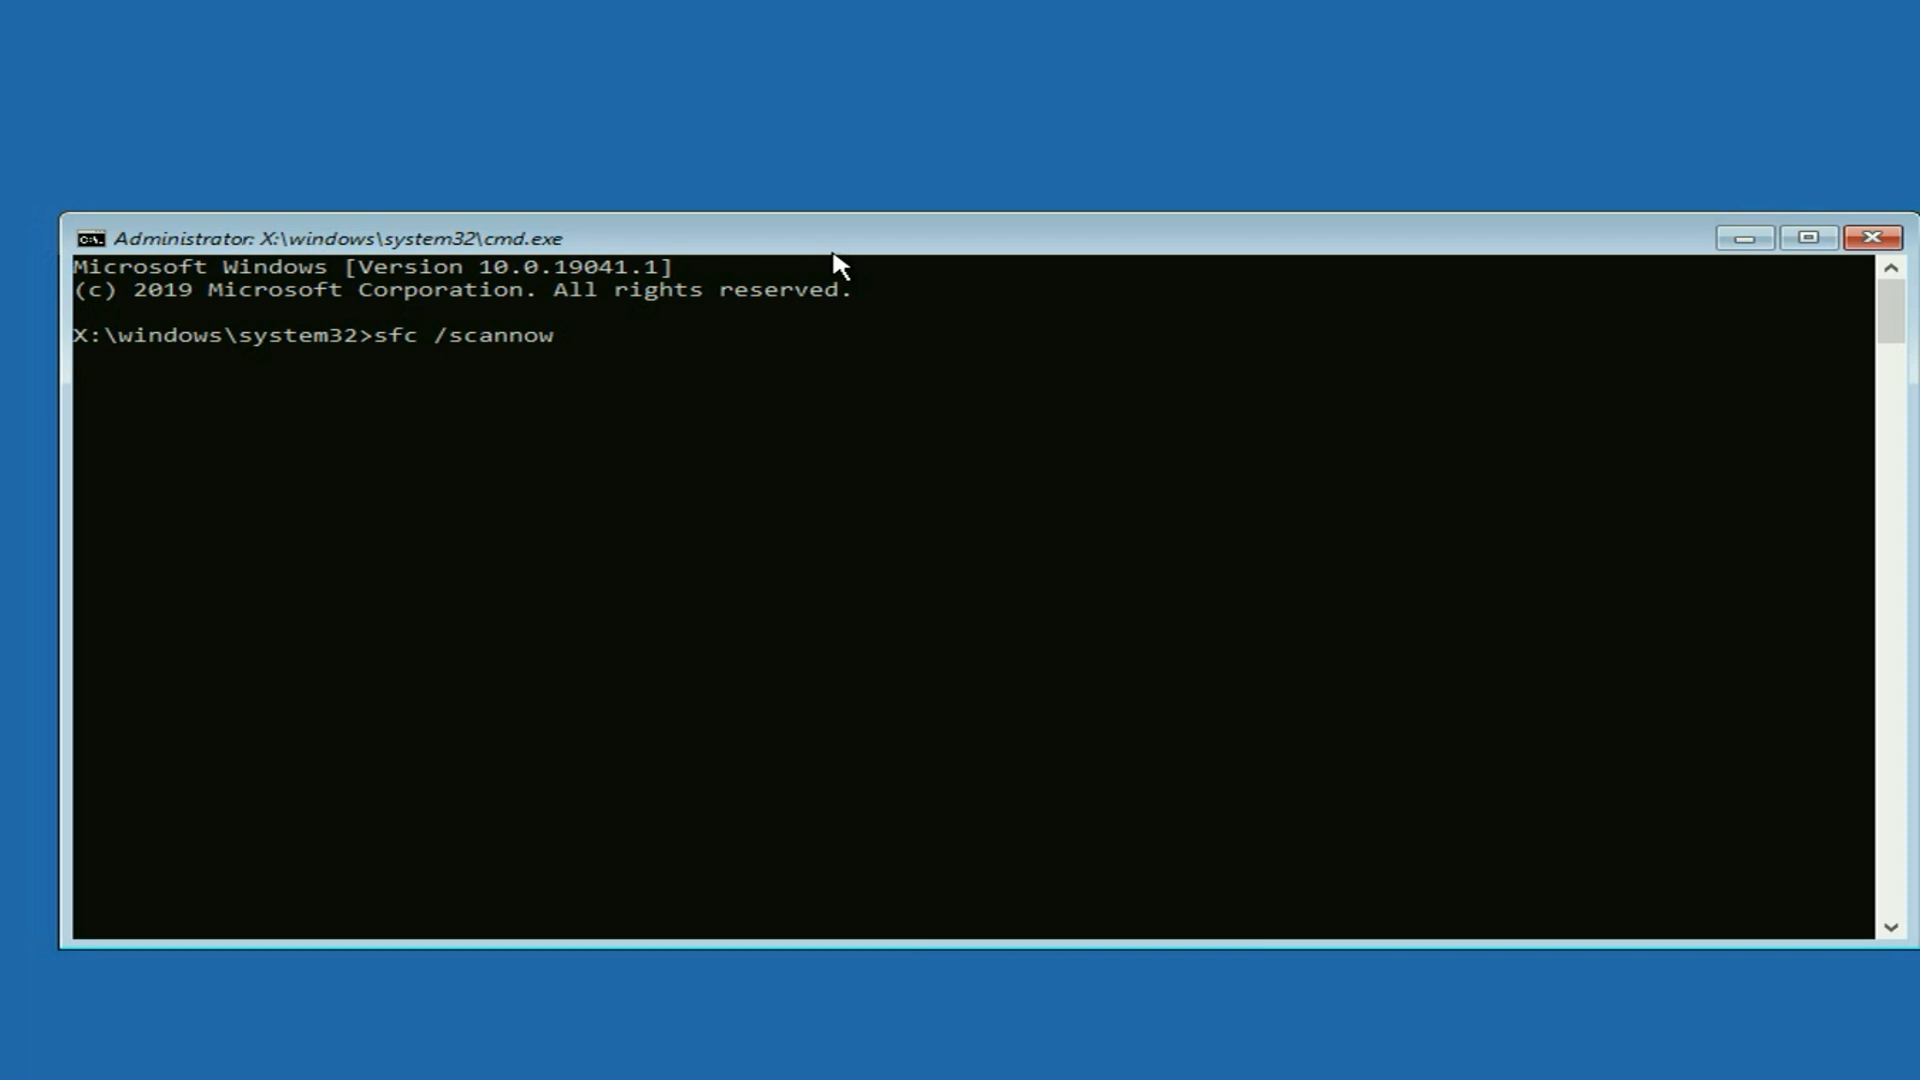 Administrator: X:\windows\system32\cmd.exe
Microsoft Windows [Version 10.0.19041.1]
(c) 2019 Microsoft Corporation. All rights reserved.
X:\windows\system32>sfc /scannow